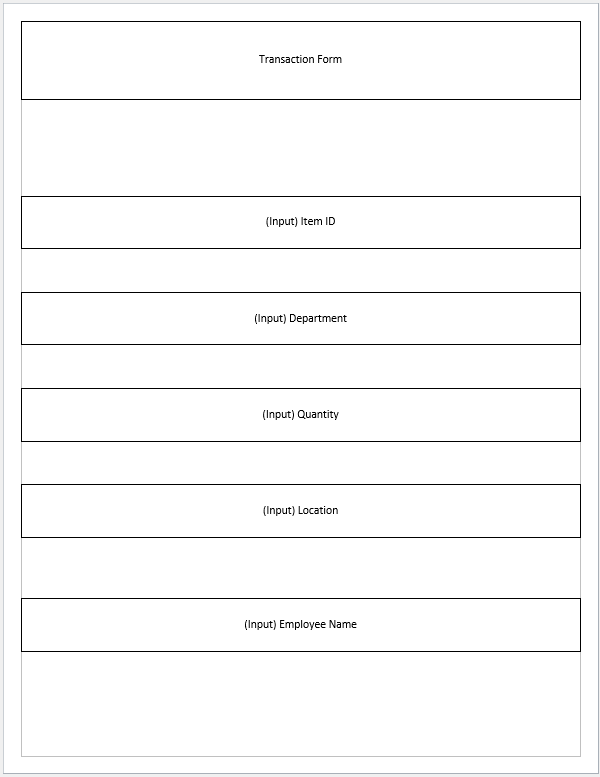 Transaction Form
(Input) Item ID
(Input) Department
(Input) Quantity
(Input) Location
(Input) Employee Name